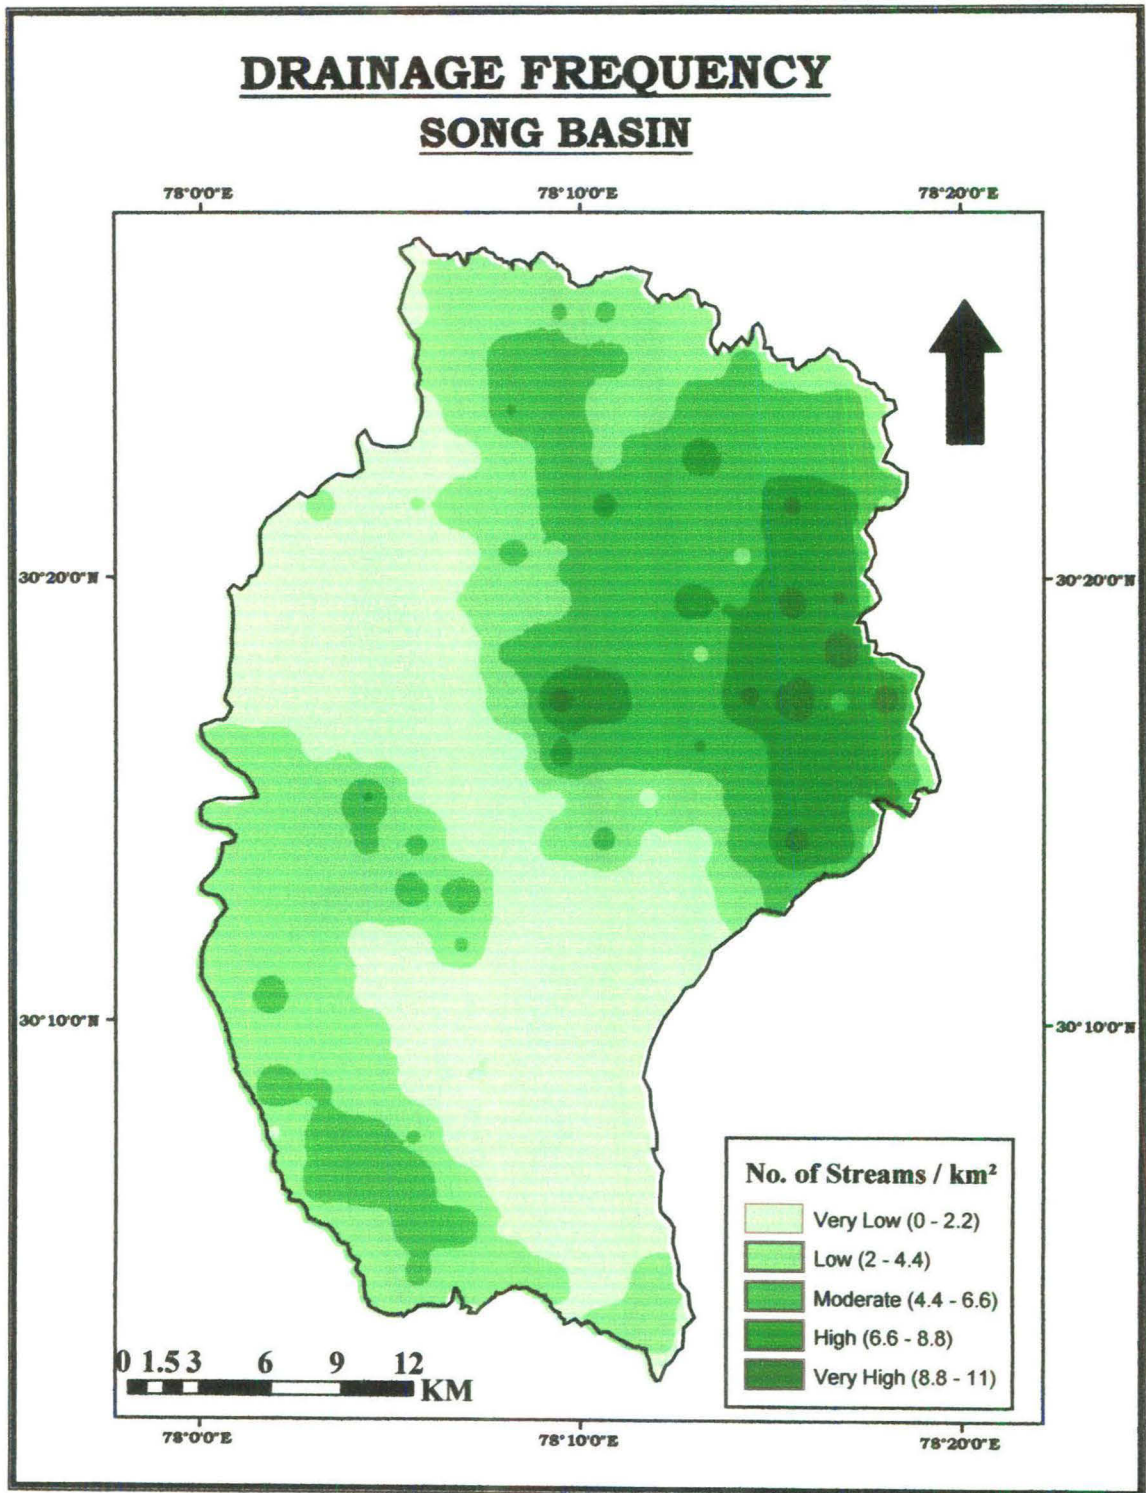 DRAINAGE FREQUENCY
SONG BASIN
78°0'0"E 78°10'0"E 78°20'0"E
30°20'0"N 30°20'0"N
30°10'0"N 30°10'0"N
No. of Streams / km²
Very Low (0 - 2.2)
Low (2 - 4.4)
Moderate (4.4 - 6.6)
High (6.6 - 8.8)
Very High (8.8 - 11)
0 1.5 3 6 9 12
KM
78°0'0"E 78°10'0"E 78°20'0"E